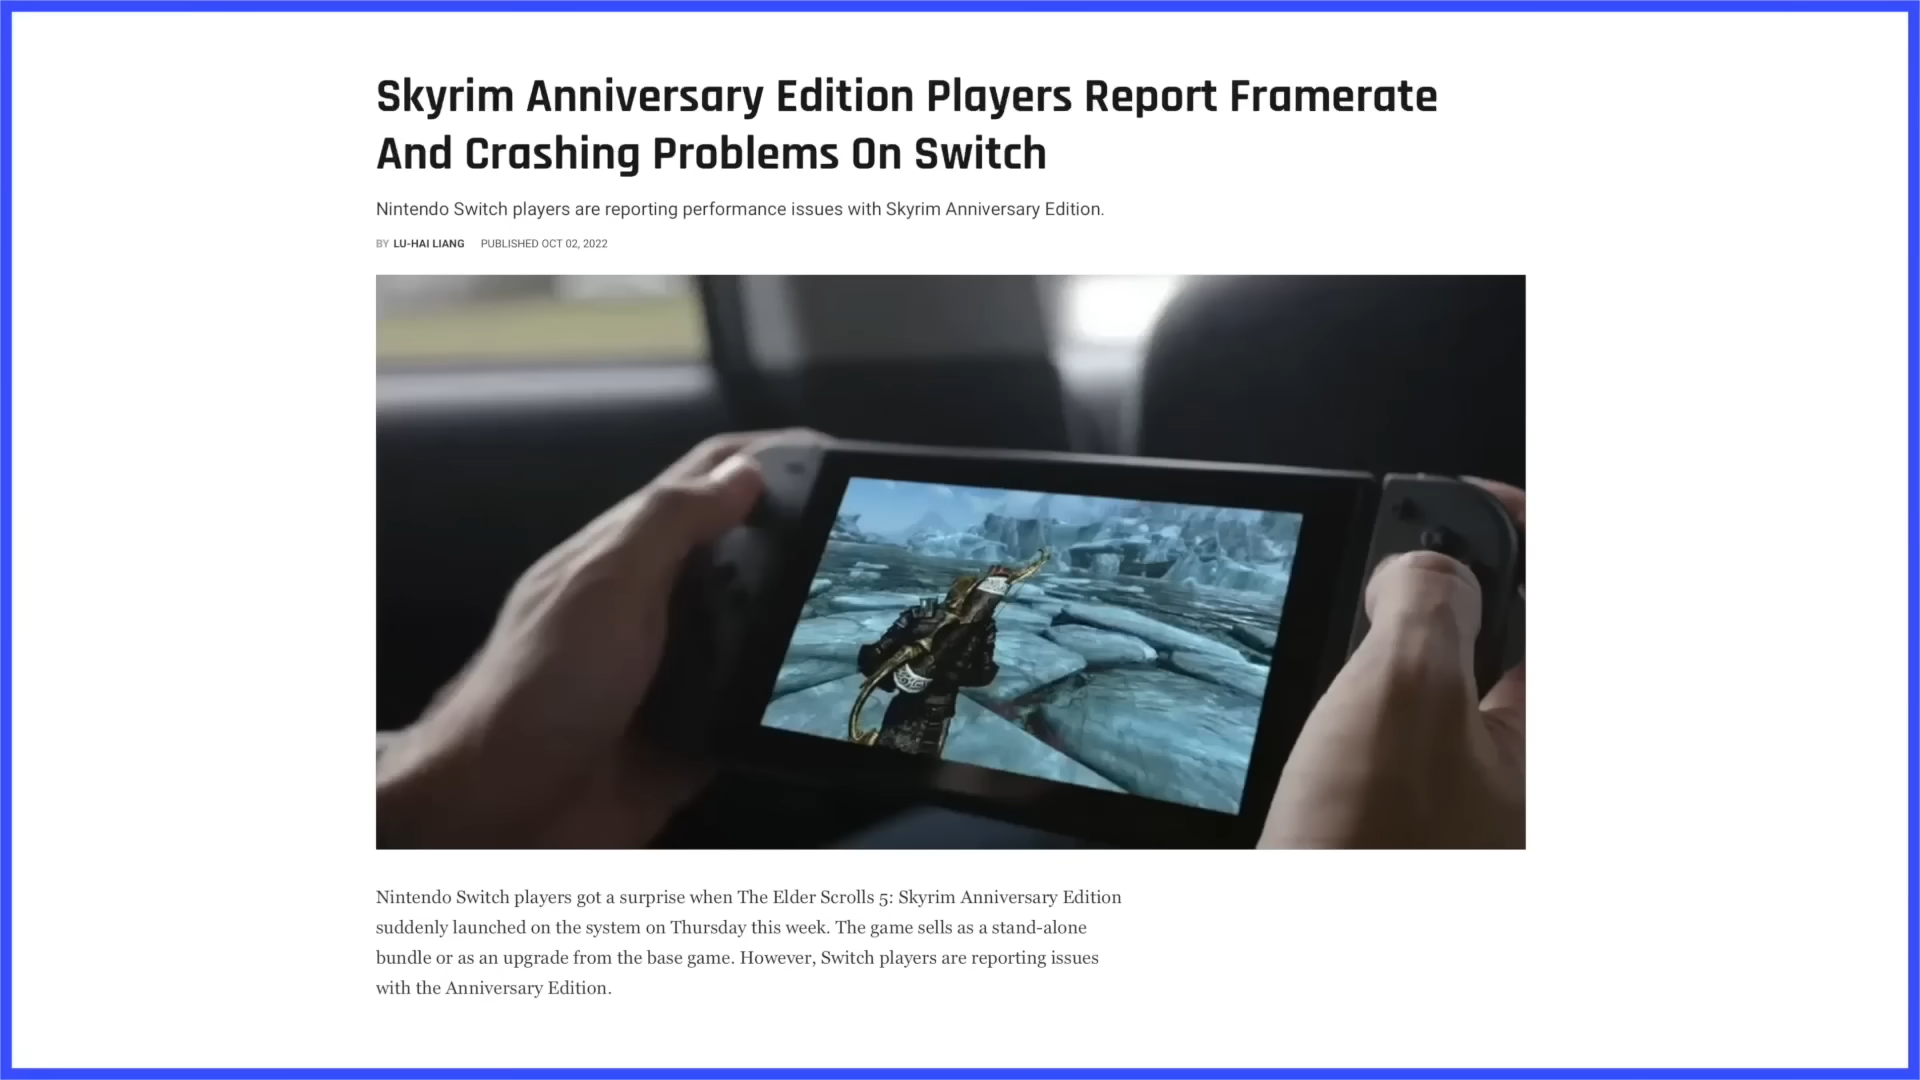 Skyrim Anniversary Edition Players Report Framerate
And Crashing Problems On Switch
Nintendo Switch players are reporting performance issues with Skyrim Anniversary Edition.
BY LU-HAI LIANG PUBLISHED OCT 02, 2022
Nintendo Switch players got a surprise when The Elder Scrolls 5: Skyrim Anniversary Edition
suddenly launched on the system on Thursday this week. The game sells as a stand-alone
bundle or as an upgrade from the base game. However, Switch players are reporting issues
with the Anniversary Edition.